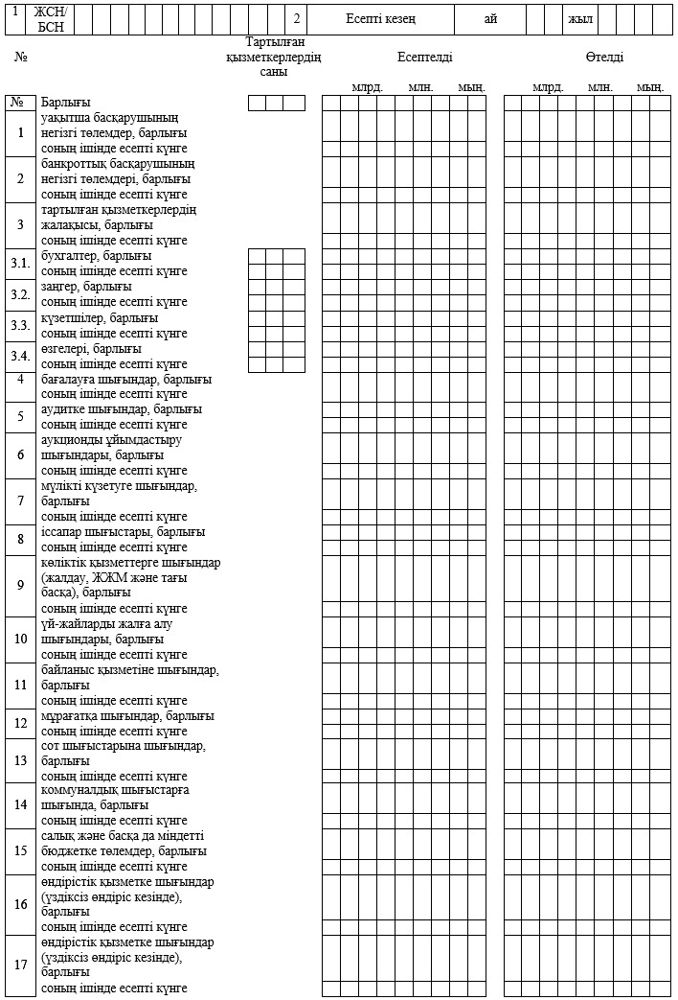 1 ЖСН/ 2 Есепті кезең ай жыл
БСН
Тартылған
№ қызметкерлердің Есептелді Өтелді
саны
млрд. млн. мың. млрд. млн. мың.
№ Барлығы
уақытша басқарушының
1 негізгі төлемдер, барлығы
соның ішінде есепті күнге
банкроттық басқарушының
2 негізгі төлемдері, барлығы
соның ішінде есепті күнге
тартылған қызметкерлердің
3 жалақысы, барлығы
соның ішінде есепті күнге
3.1. бухгалтер, барлығы
соның ішінде есепті күнге
3.2. заңгер, барлығы
соның ішінде есепті күнге
3.3. күзетшілер, барлығы
соның ішінде есепті күнге
3.4. өзгелері, барлығы
соның ішінде есепті күнге
4 бағалауға шығындар, барлығы
соның ішінде есепті күнге
5 аудитке шығындар, барлығы
соның ішінде есепті күнге
аукционды ұйымдастыру
6 шығындары, барлығы
соның ішінде есепті күнге
мүлікті күзетуге шығындар,
7 барлығы
соның ішінде есепті күнге
8 іссапар шығыстары, барлығы
соның ішінде есепті күнге
көліктік қызметтерге шығындар
9 (жалдау, ЖЖМ және тағы
басқа), барлығы
соның ішінде есепті күнге
үй-жайларды жалға алу
10 шығындары, барлығы
соның ішінде есепті күнге
байланыс қызметіне шығындар,
11 барлығы
соның ішінде есепті күнге
12 мұрағатқа шығындар, барлығы
соның ішінде есепті күнге
сот шығыстарына шығындар,
13 барлығы
соның ішінде есепті күнге
коммуналдық шығыстарға
14 шығында, барлығы
соның ішінде есепті күнге
салық және басқа да міндетті
15 бюджетке төлемдер, барлығы
соның ішінде есепті күнге
өндірістік қызметке шығындар
16 (үздіксіз өндіріс кезінде),
барлығы
соның ішінде есепті күнге
өндірістік қызметке шығындар
17 (үздіксіз өндіріс кезінде),
барлығы
соның ішінде есепті күнге